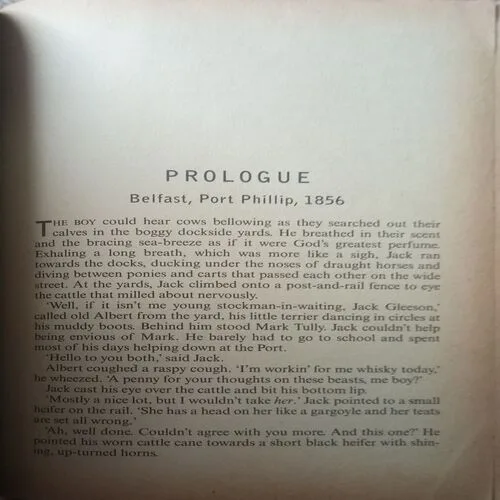 PROLOGUE
Belfast, Port Phillip, 1856
THE BOY could hear cows bellowing as they searched out their
calves in the boggy dockside yards. He breathed in their scent
and the bracing sea-breeze as if it were God's greatest perfume.
Exhaling a long breath, which was more like a sigh, Jack ran
towards the docks, ducking under the noses of draught horses and
diving between ponies and carts that passed each other on the wide
street. At the yards, Jack climbed onto a post-and-rail fence to eye
the cattle that milled about nervously.
'Well, if it isn't me young stockman-in-waiting, Jack Gleeson,'
called old Albert from the yard, his little terrier dancing in circles at
his muddy boots. Behind him stood Mark Tully. Jack couldn't help
being envious of Mark. He barely had to go to school and spent
most of his days helping down at the Port.
'Hello to you both,' said Jack.
Albert coughed a raspy cough. 'I'm workin' for me whisky today.'
he wheezed. 'A penny for your thoughts on these beasts, me boy?'
Jack cast his eye over the cattle and bit his bottom lip.
'Mostly a nice lot, but I wouldn't take her.' Jack pointed to a small
heifer on the rail. 'She has a head on her like a gargoyle and her teats
are set all wrong.'
'Ah, well done. Couldn't agree with you more. And this one?' He
pointed his worn cattle cane towards a short black heifer with shin-
ing, up-turned horns.